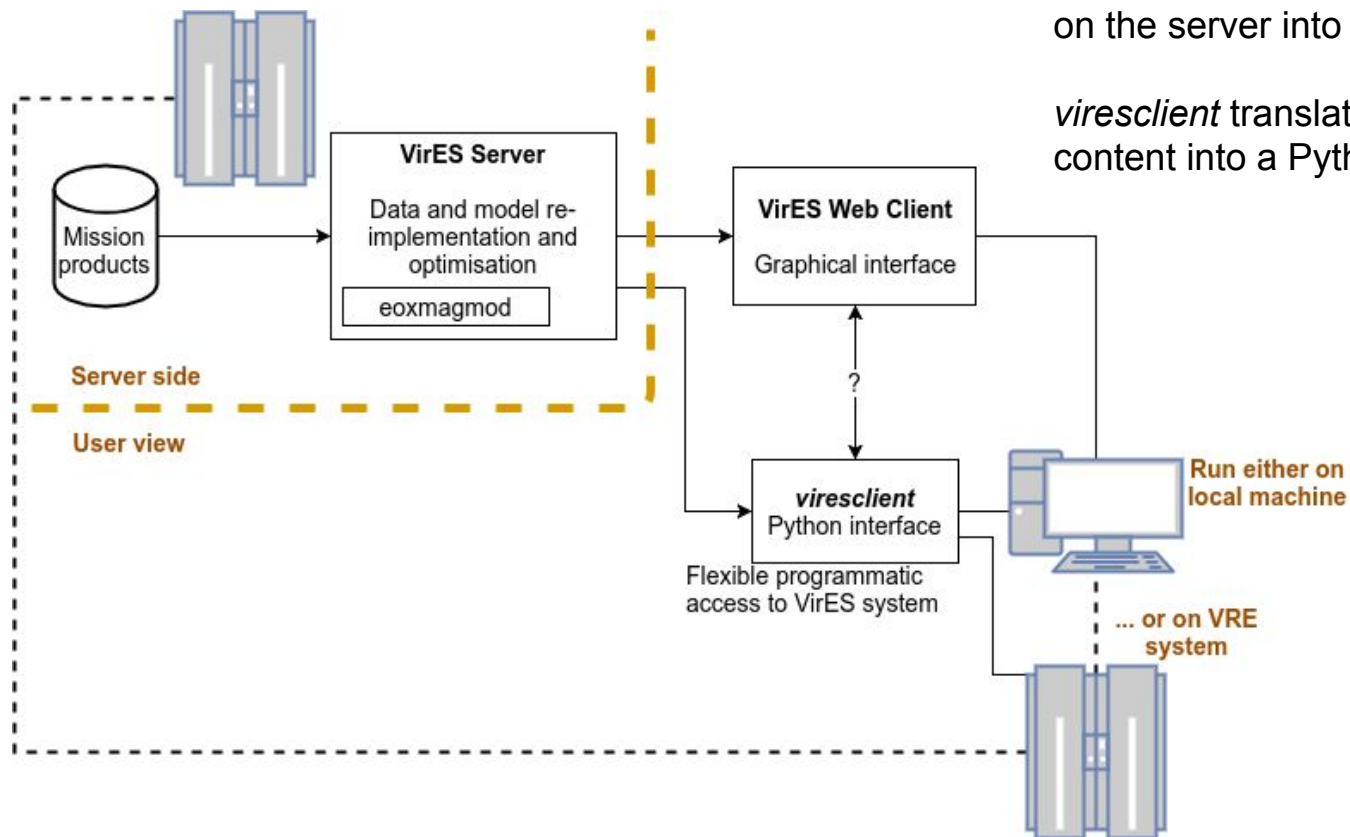 on the server into
viresclient translat
content into a Pyth
VirES Server
Data and model re-
implementation and
optimisation
eoxmagmod
Mission
products
VirES Web Client
Graphical interface
Server side
User view
?
viresclient
Python interface
Flexible programmatic
access to VirES system
Run either on
local machine
... or on VRE
system